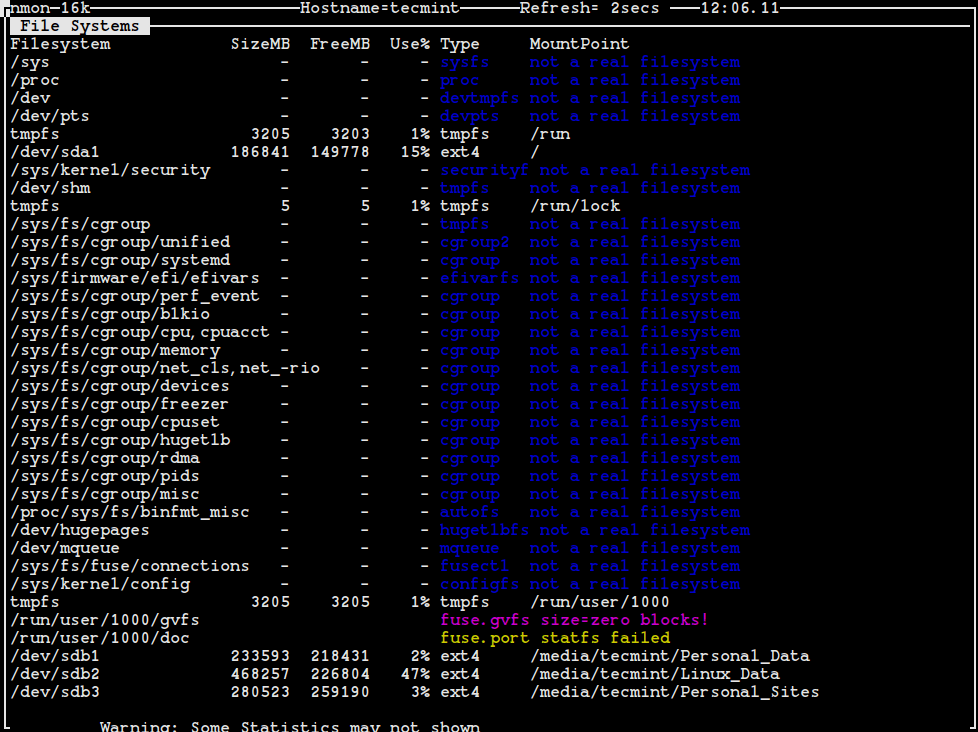 nmon-16k Hostname=tecmint Refresh= 2secs 12:06.11
File Systems
Filesystem SizeMB FreeMB Use% Type MountPoint
/sys - - - sysfs not a real filesystem
/proc - - - proc not a real filesystem
/dev - - - devtmpfs not a real filesystem
/dev/pts - - - devpts not a real filesystem
tmpfs 3205 3203 1% tmpfs /run
/dev/sda1 186841 149778 15% ext4 /
/sys/kernel/security - - - securityf not a real filesystem
/dev/shm - - - tmpfs not a real filesystem
tmpfs 5 5 1% tmpfs /run/lock
/sys/fs/cgroup - - - tmpfs not a real filesystem
/sys/fs/cgroup/unified - - - cgroup2 not a real filesystem
/sys/fs/cgroup/systemd - - - cgroup not a real filesystem
/sys/firmware/efi/efivars - - - efivarfs not a real filesystem
/sys/fs/cgroup/perf_event - - - cgroup not a real filesystem
/sys/fs/cgroup/blkio - - - cgroup not a real filesystem
/sys/fs/cgroup/cpu,cpuacct - - - cgroup not a real filesystem
/sys/fs/cgroup/memory - - - cgroup not a real filesystem
/sys/fs/cgroup/net_cls,net_-rio - - cgroup not a real filesystem
/sys/fs/cgroup/devices - - - cgroup not a real filesystem
/sys/fs/cgroup/freezer - - - cgroup not a real filesystem
/sys/fs/cgroup/cpuset - - - cgroup not a real filesystem
/sys/fs/cgroup/hugetlb - - - cgroup not a real filesystem
/sys/fs/cgroup/rdma - - - cgroup not a real filesystem
/sys/fs/cgroup/pids - - - cgroup not a real filesystem
/sys/fs/cgroup/misc - - - cgroup not a real filesystem
/proc/sys/fs/binfmt_misc - - - autofs not a real filesystem
/dev/hugepages - - - hugetlbfs not a real filesystem
/dev/mqueue - - - mqueue not a real filesystem
/sys/fs/fuse/connections - - - fusectl not a real filesystem
/sys/kernel/config - - - configfs not a real filesystem
tmpfs 3205 3205 1% tmpfs /run/user/1000
/run/user/1000/gvfs fuse.gvfs size=zero blocks!
/run/user/1000/doc fuse.port statfs failed
/dev/sdb1 233593 218431 2% ext4 /media/tecmint/Personal_Data
/dev/sdb2 468257 226804 47% ext4 /media/tecmint/Linux_Data
/dev/sdb3 280523 259190 3% ext4 /media/tecmint/Personal_Sites
Warning: Some Statistics may not shown